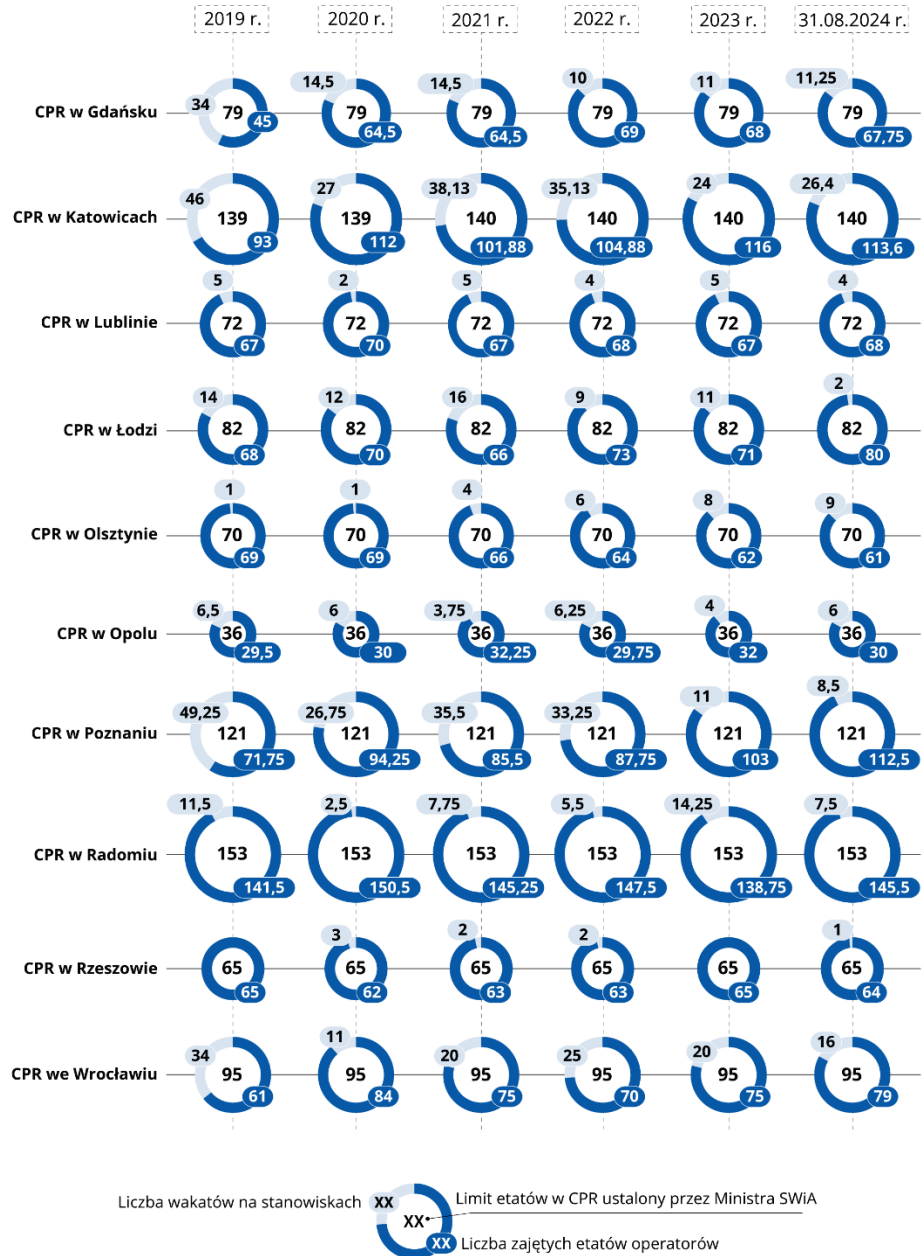 2019 r. 2020 r. 2021 r. 2022 r. 2023 r. 31.08.2024 r.
34 14,5 14,5 10 11 11,25
CPR w Gdańsku 79 79 79 79 79 79
45 64,5 64,5 69 68 67,75
46 27 38,13 35,13 24 26,4
CPR w Katowicach 139 139 140 140 140 140
93 112 101,88 104,88 116 113,6
5 2 5 4 5 4
CPR w Lublinie 72 72 72 72 72 72
67 70 67 68 67 68
14 12 16 9 11 2
CPR w Łodzi 82 82 82 82 82 82
68 70 66 73 71 80
1 1 4 6 8 9
CPR w Olsztynie 70 70 70 70 70 70
69 69 66 64 62 61
6,5 6 3,75 6,25 4 6
CPR w Opolu 36 36 36 36 36 36
29,5 30 32,25 29,75 32 30
49,25 26,75 35,5 33,25 11 8,5
CPR w Poznaniu 121 121 121 121 121 121
71,75 94,25 85,5 87,75 103 112,5
11,5 2,5 7,75 5,5 14,25 7,5
CPR w Radomiu 153 153 153 153 153 153
141,5 150,5 145,25 147,5 138,75 145,5
3 2 2 1
CPR w Rzeszowie 65 65 65 65 65 65
65 62 63 63 65 64
34 11 20 25 20 16
CPR we Wrocławiu 95 95 95 95 95 95
61 84 75 70 75 79
Liczba wakatów na stanowiskach XX Limit etatów w CPR ustalony przez Ministra SWiA
XX
XX Liczba zajętych etatów operatorów